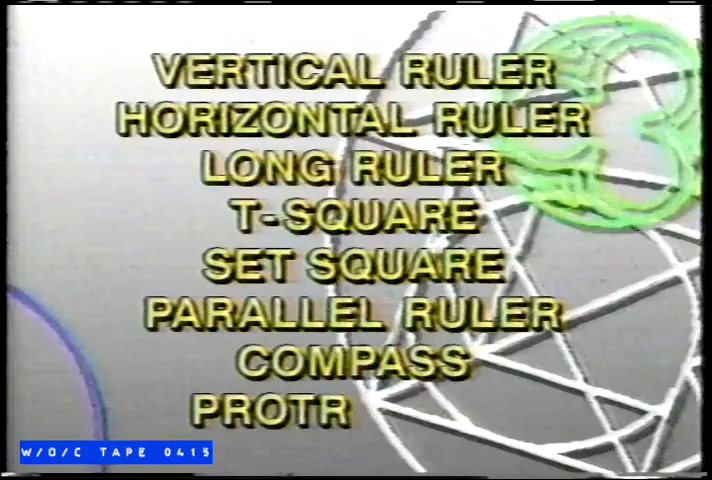 VERTICAL RULER
HORIZONTAL RULER
LONG RULER
T-SQUARE
SET SQUARE
PARALLEL RULER
COMPASS
PROTR
W/O/C TAPE 0415